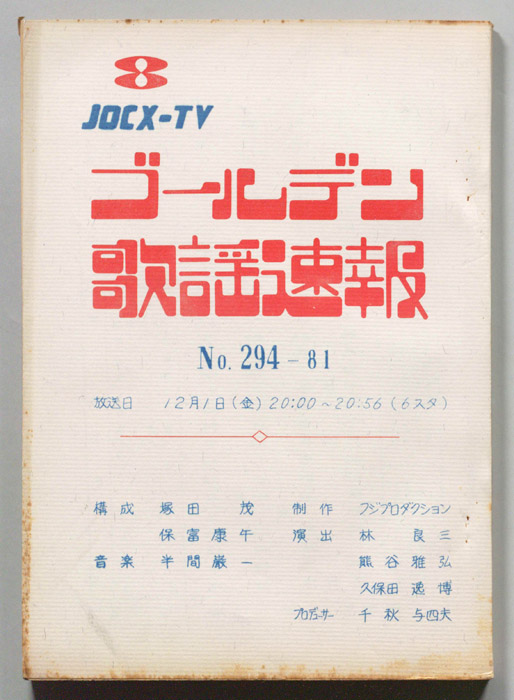 8
JOCX-TV
ゴールデン
歌謡速報
No. 294-81
放送日 12月1日(金)20:00~20:56(6スタ)
構成 塚田 茂 制作 フジプロダクション
保富康午 演出 林 良三
音楽 半間巌一 熊谷雅弘
久保田逸博
プロデューサー 千秋与四夫